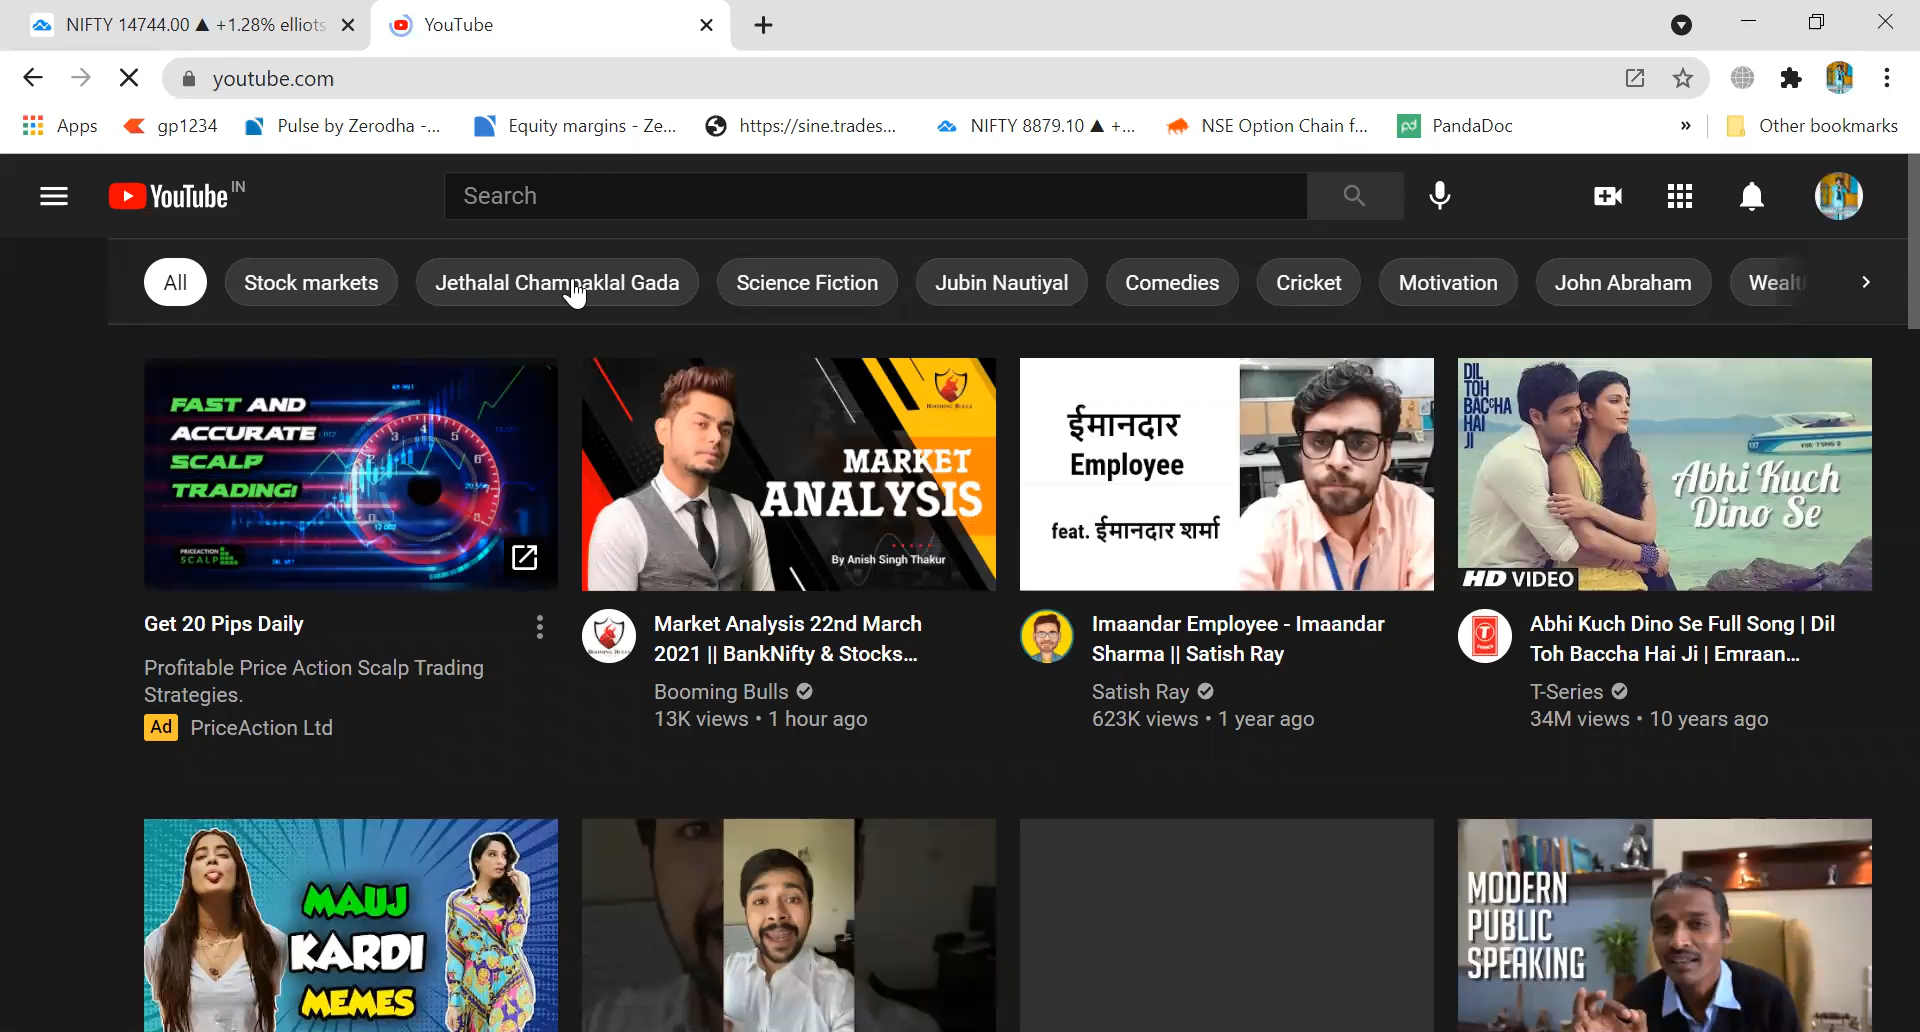 NIFTY 14744.00 ▲ +1.28% elliots
YouTube
youtube.com
Apps
gp1234
Pulse by Zerodha -...
Equity margins - Ze...
https://sine.trades...
NIFTY 8879.10 ▲ +...
NSE Option Chain f...
pd PandaDoc
»
Other bookmarks
YouTube IN
Search
All
Stock markets
Jethalal Champaklal Gada
Science Fiction
Jubin Nautiyal
Comedies
Cricket
Motivation
John Abraham
FAST AND
ACCURATE
SCALP
TRADING!
PRICEACTION
SCALP
BOOMING BULLS
MARKET
ANALYSIS
By Anish Singh Thakur
ईमानदार
Employee
feat. ईमानदार शर्मा
DIL
TOH
BACCHA
HAI
JI
Abhi Kuch
Dino Se
HD VIDEO
Get 20 Pips Daily
Profitable Price Action Scalp Trading
Strategies.
Ad PriceAction Ltd
Market Analysis 22nd March
2021 || BankNifty & Stocks...
Booming Bulls
13K views • 1 hour ago
Imaandar Employee - Imaandar
Sharma || Satish Ray
Satish Ray
623K views • 1 year ago
Abhi Kuch Dino Se Full Song | Dil
Toh Baccha Hai Ji | Emraan...
T-Series
34M views • 10 years ago
MAUJ
KARDI
MEMES
MODERN
PUBLIC
SPEAKING